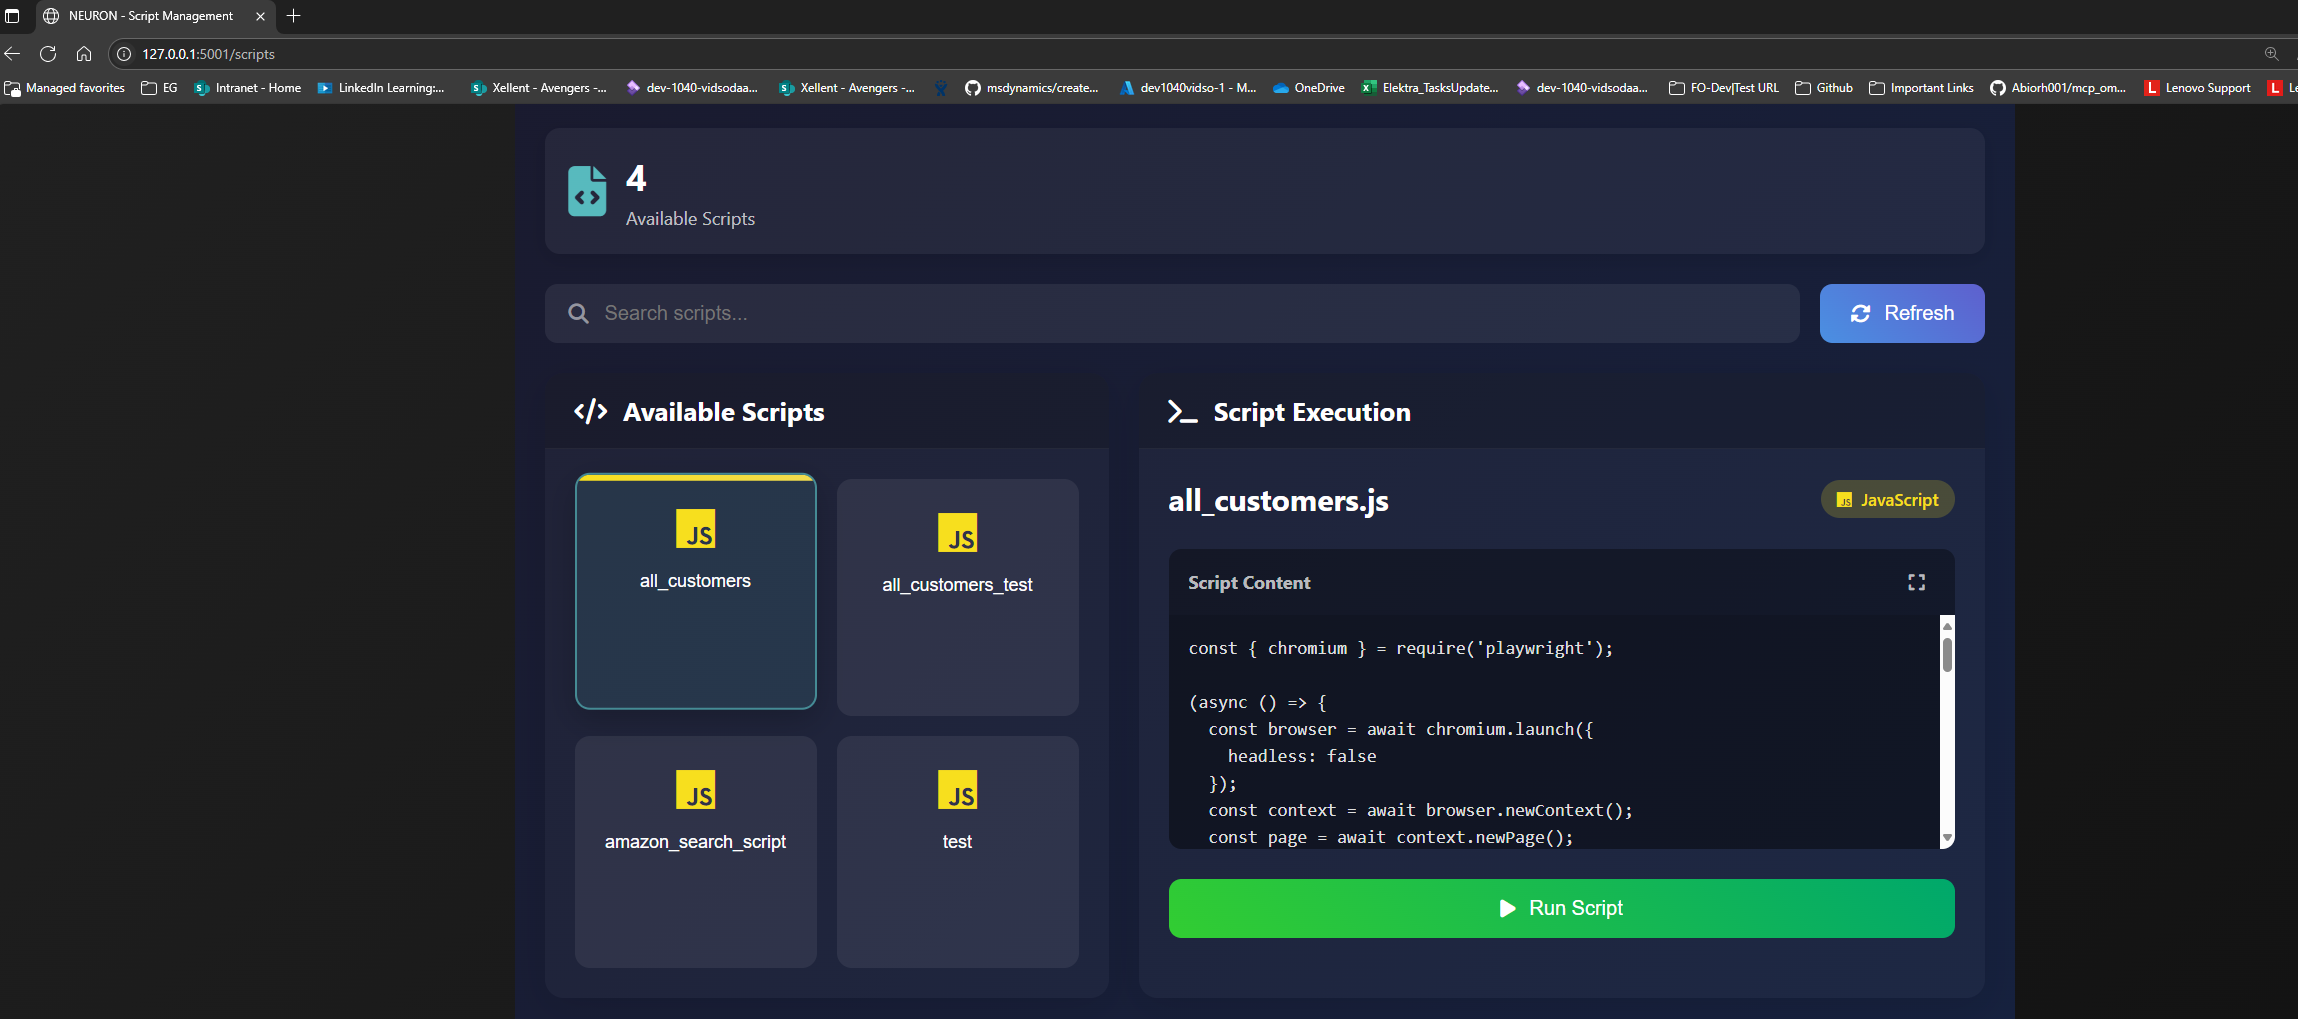 NEURON - Script Management
127.0.0.1:5001/scripts
Managed favorites
EG
Intranet - Home
LinkedIn Learning:...
Xellent - Avengers -...
dev-1040-vidsodaa...
Xellent - Avengers -...
msdynamics/create...
dev1040vidso-1 - M...
OneDrive
Elektra_TasksUpdate...
dev-1040-vidsodaa...
FO-Dev|Test URL
Github
Important Links
Abiorh001/mcp_om...
Lenovo Support
4
Available Scripts
Search scripts...
Refresh
</> Available Scripts
JS
all_customers
JS
all_customers_test
JS
amazon_search_script
JS
test
>_ Script Execution
all_customers.js
JS JavaScript
Script Content
const { chromium } = require('playwright');
(async () => {
const browser = await chromium.launch({
headless: false
});
const context = await browser.newContext();
const page = await context.newPage();
Run Script